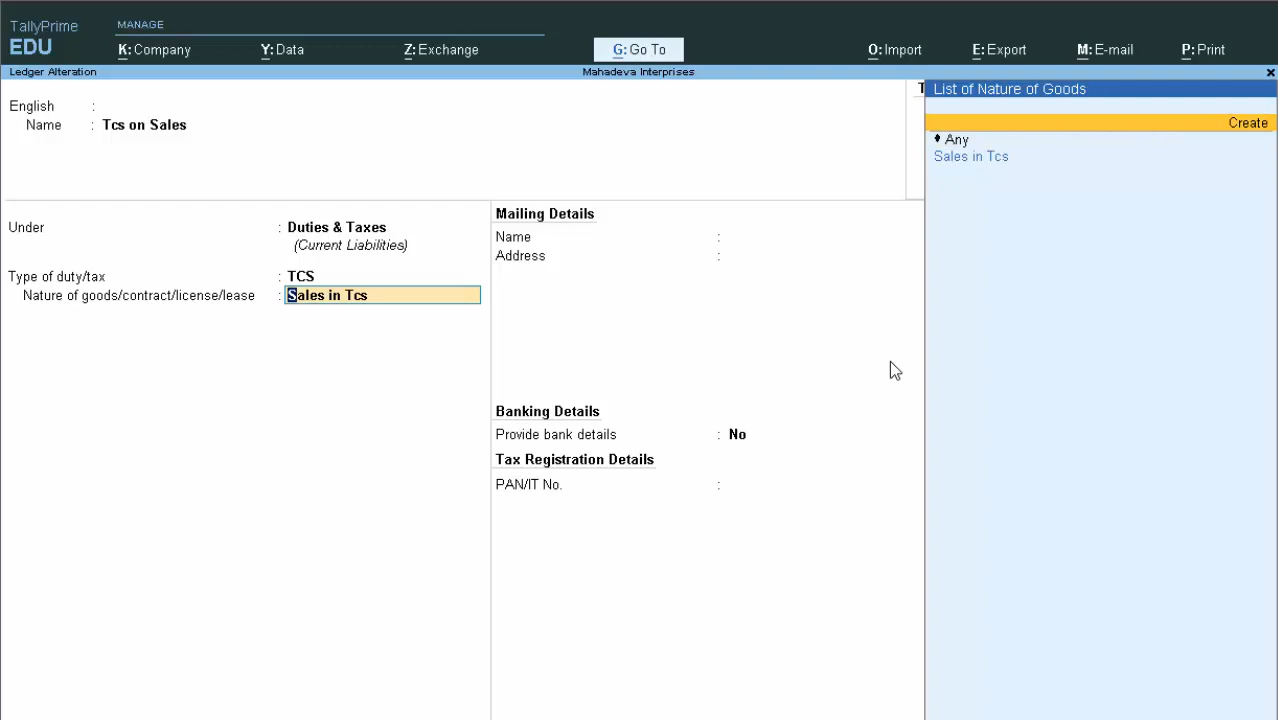 TallyPrime
EDU
MANAGE
K: Company
Y: Data
Z: Exchange
G: Go To
O: Import
E: Export
M: E-mail
P: Print
Ledger Alteration
Mahadeva Interprises
English :
Name : Tcs on Sales
Under : Duties & Taxes
(Current Liabilities)
Type of duty/tax : TCS
Nature of goods/contract/license/lease : Sales in Tcs
Mailing Details
Name :
Address :
Banking Details
Provide bank details : No
Tax Registration Details
PAN/IT No. :
List of Nature of Goods
Create
♦ Any
Sales in Tcs